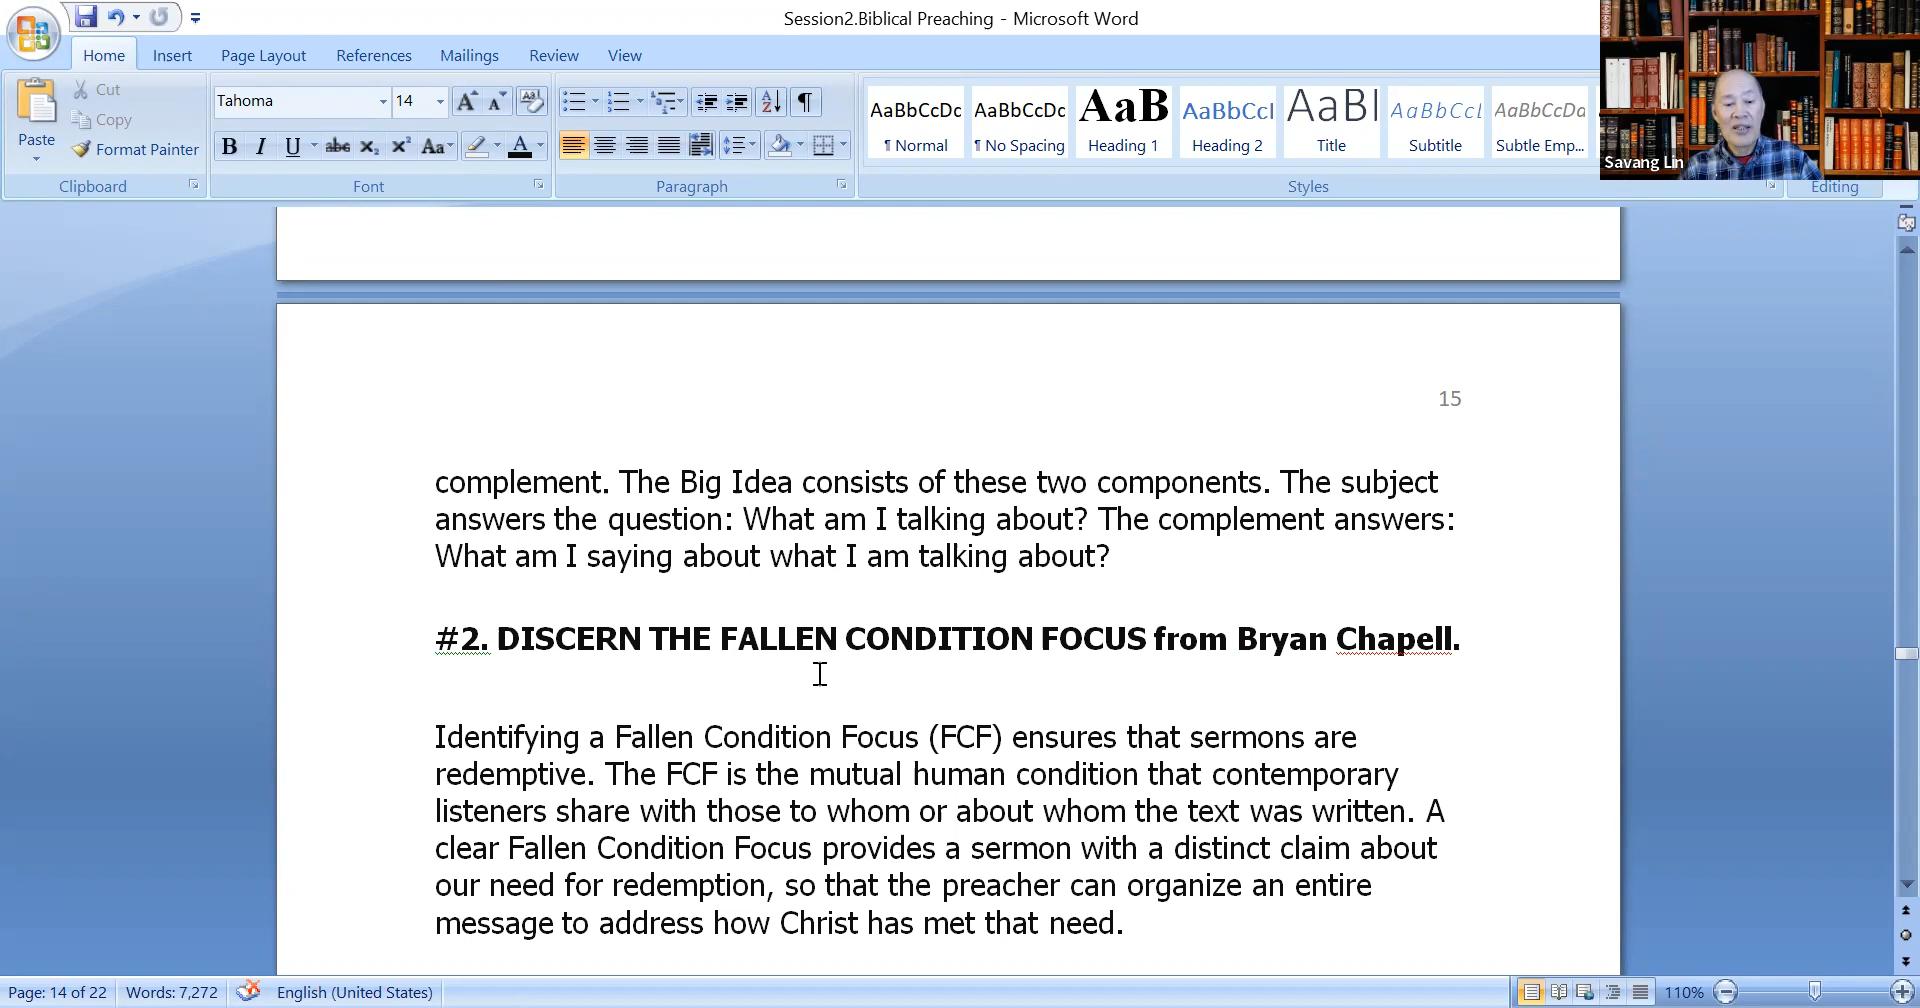 Session2.Biblical Preaching - Microsoft Word
Home Insert Page Layout References Mailings Review View
Paste
Cut
Copy
Format Painter
Clipboard
Tahoma 14
B I U abc x₂ x² Aa A
Font
Paragraph
AaBbCcDc AaBbCcDc AaB AaBbCcI AaBl AaBbCcL AaBbCcDa
¶ Normal ¶ No Spacing Heading 1 Heading 2 Title Subtitle Subtle Emp...
Styles
Editing
Savang Lin
15
complement. The Big Idea consists of these two components. The subject
answers the question: What am I talking about? The complement answers:
What am I saying about what I am talking about?
#2. DISCERN THE FALLEN CONDITION FOCUS from Bryan Chapell.
Identifying a Fallen Condition Focus (FCF) ensures that sermons are
redemptive. The FCF is the mutual human condition that contemporary
listeners share with those to whom or about whom the text was written. A
clear Fallen Condition Focus provides a sermon with a distinct claim about
our need for redemption, so that the preacher can organize an entire
message to address how Christ has met that need.
Page: 14 of 22 Words: 7,272 English (United States) 110%